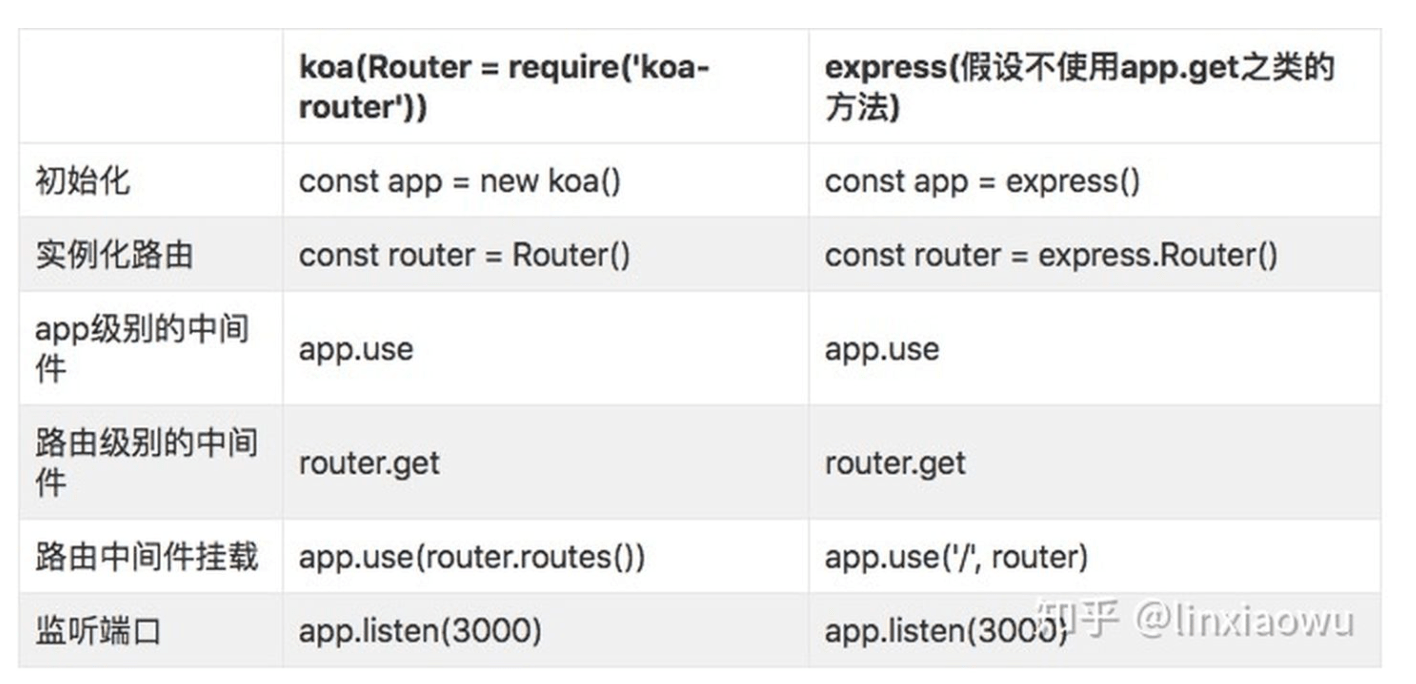 koa(Router = require('koa-
router'))
express(假设不使用app.get之类的
方法)
初始化
const app = new koa()
const app = express()
实例化路由
const router = Router()
const router = express.Router()
app级别的中间
件
app.use
app.use
路由级别的中间
件
router.get
router.get
路由中间件挂载
app.use(router.routes())
app.use('/', router)
监听端口
app.listen(3000)
app.listen(3000)
知乎 @linxiaowu